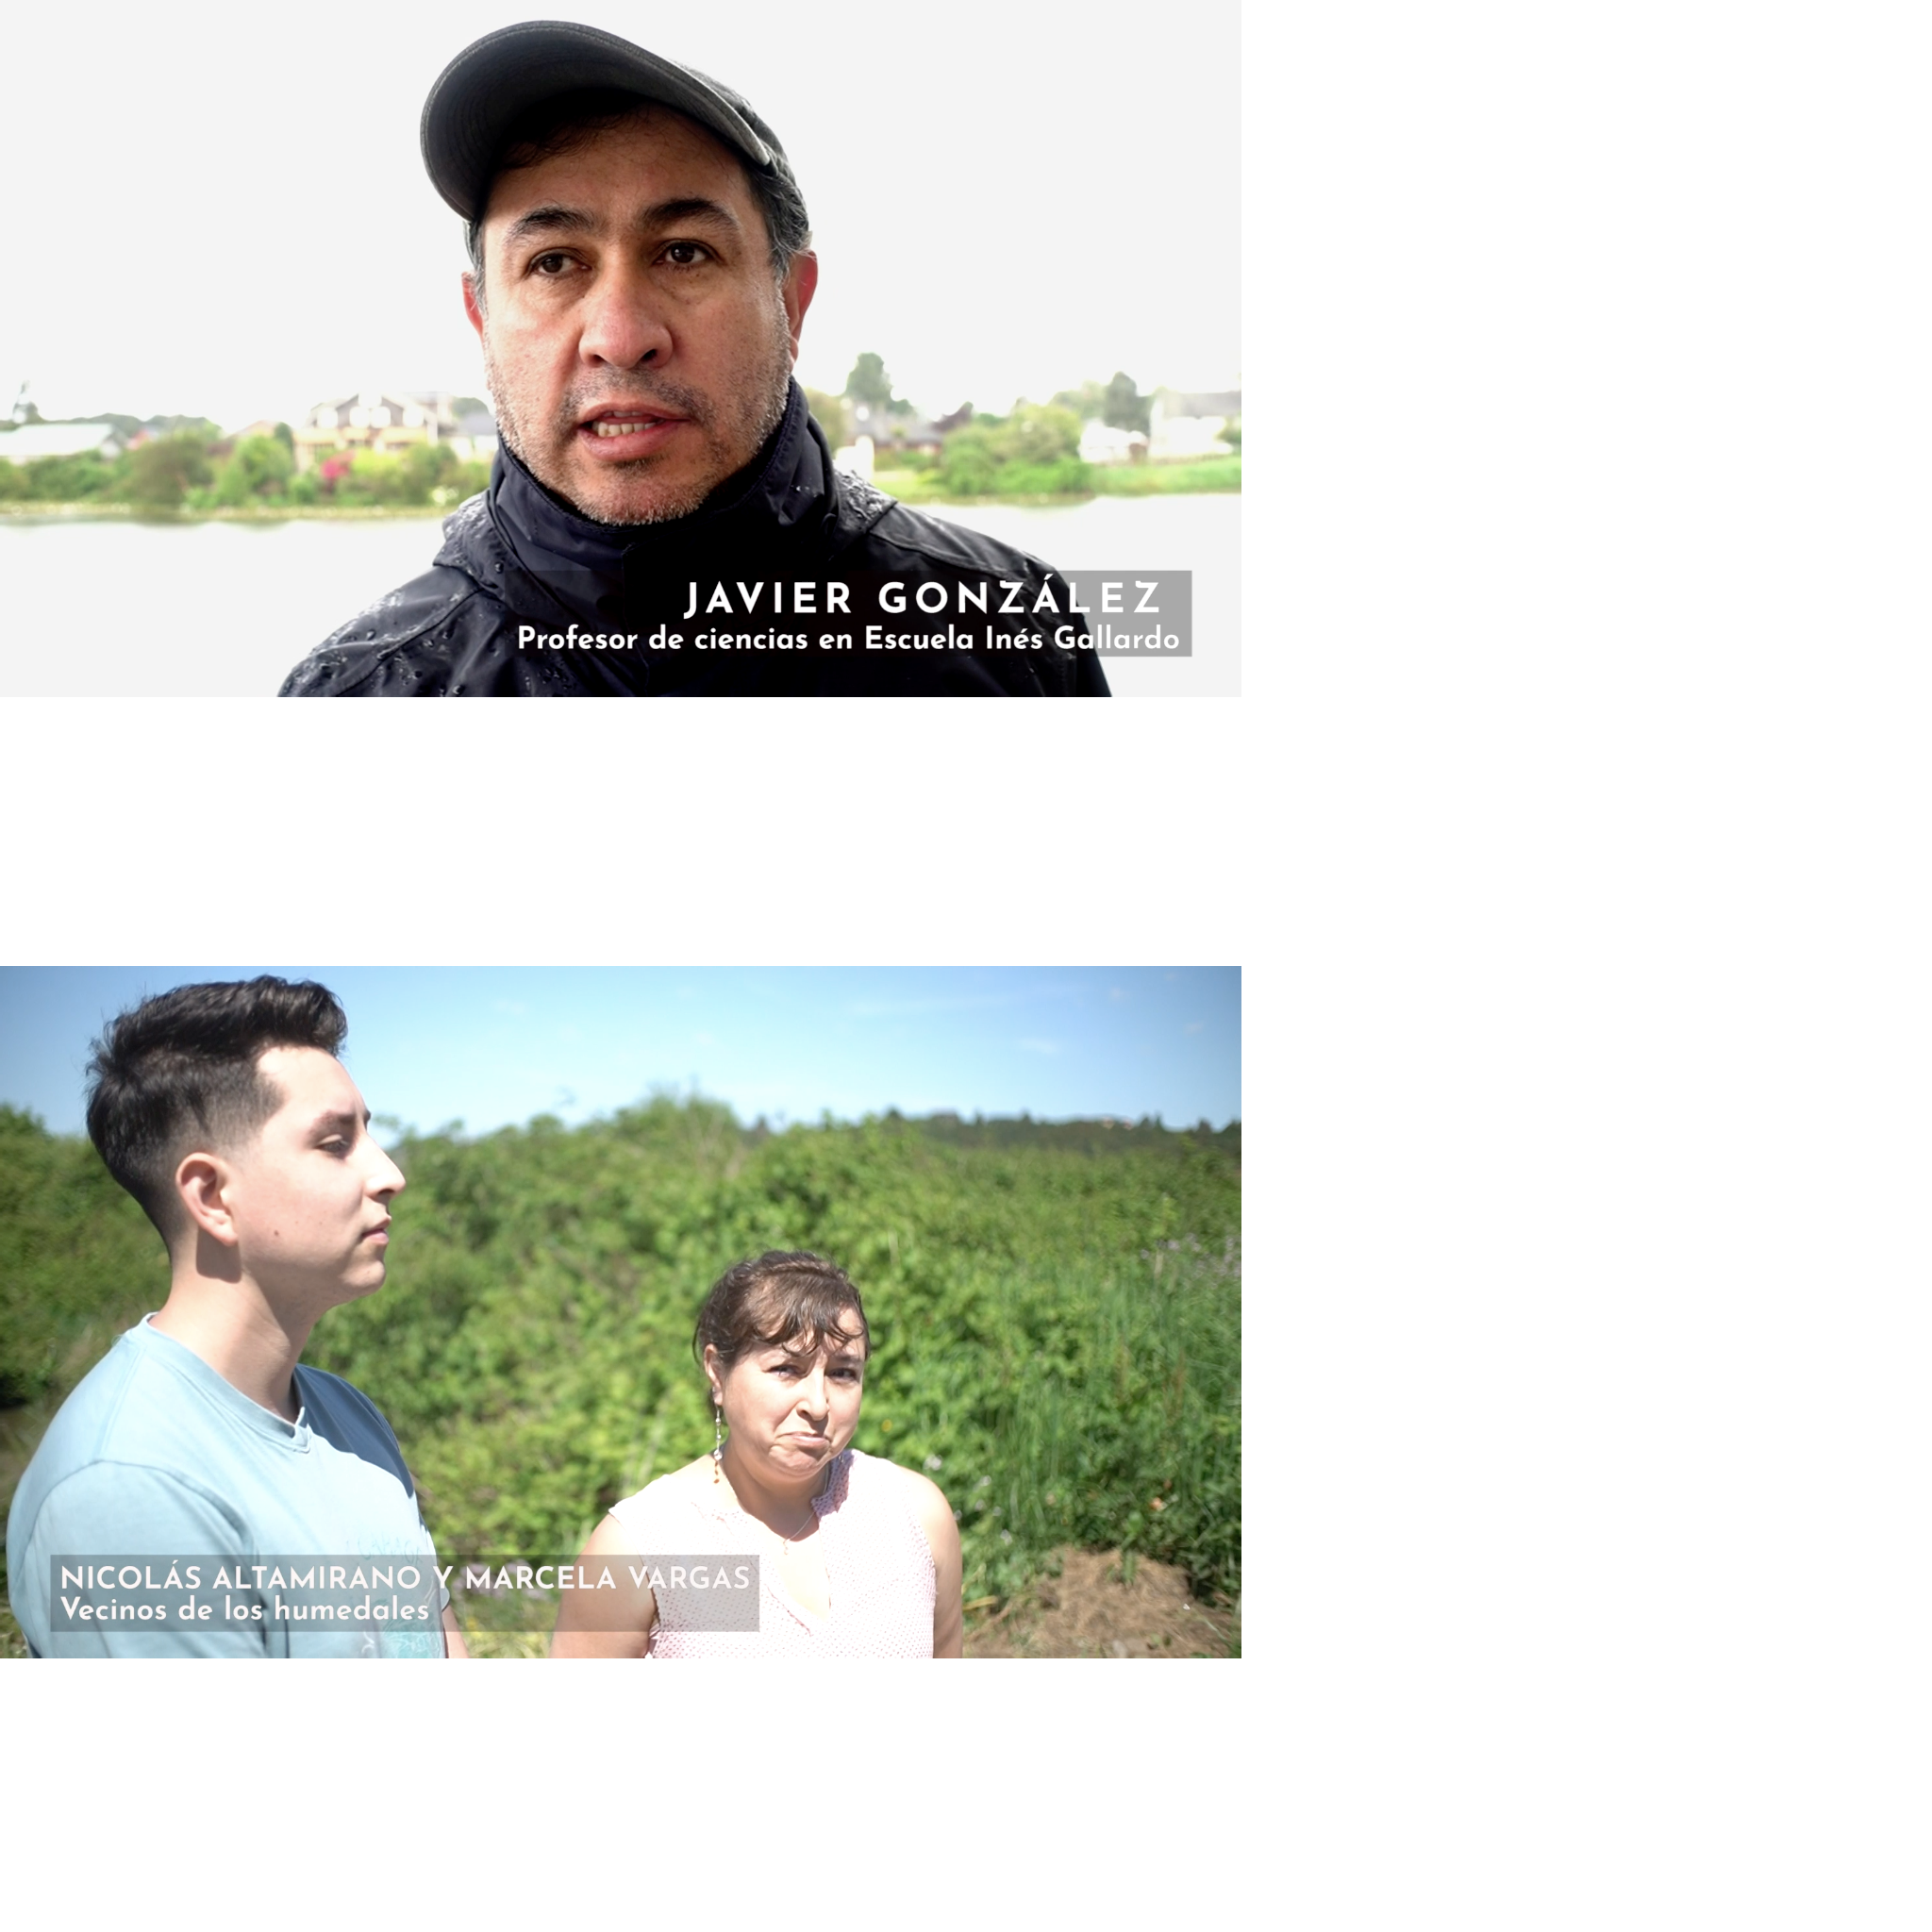 JAVIER GONZÁLEZ
Profesor de ciencias en Escuela Inés Gallardo
NICOLÁS ALTAMIRANO Y MARCELA VARGAS
Vecinos de los humedales